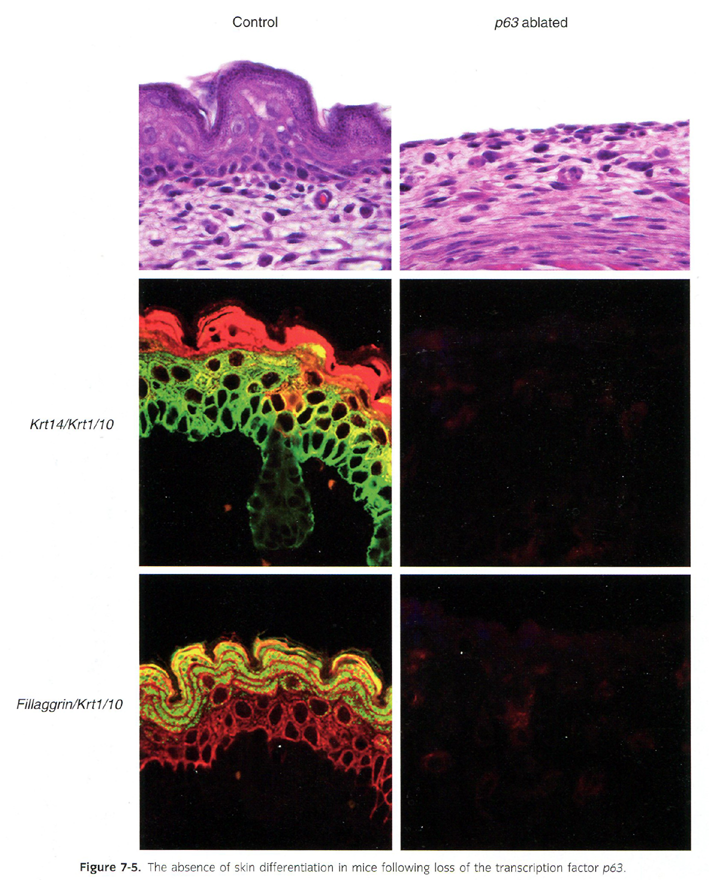 Control
p63 ablated
Krt14/Krt1/10
Fillaggrin/Krt1/10
Figure 7-5. The absence of skin differentiation in mice following loss of the transcription factor p63.